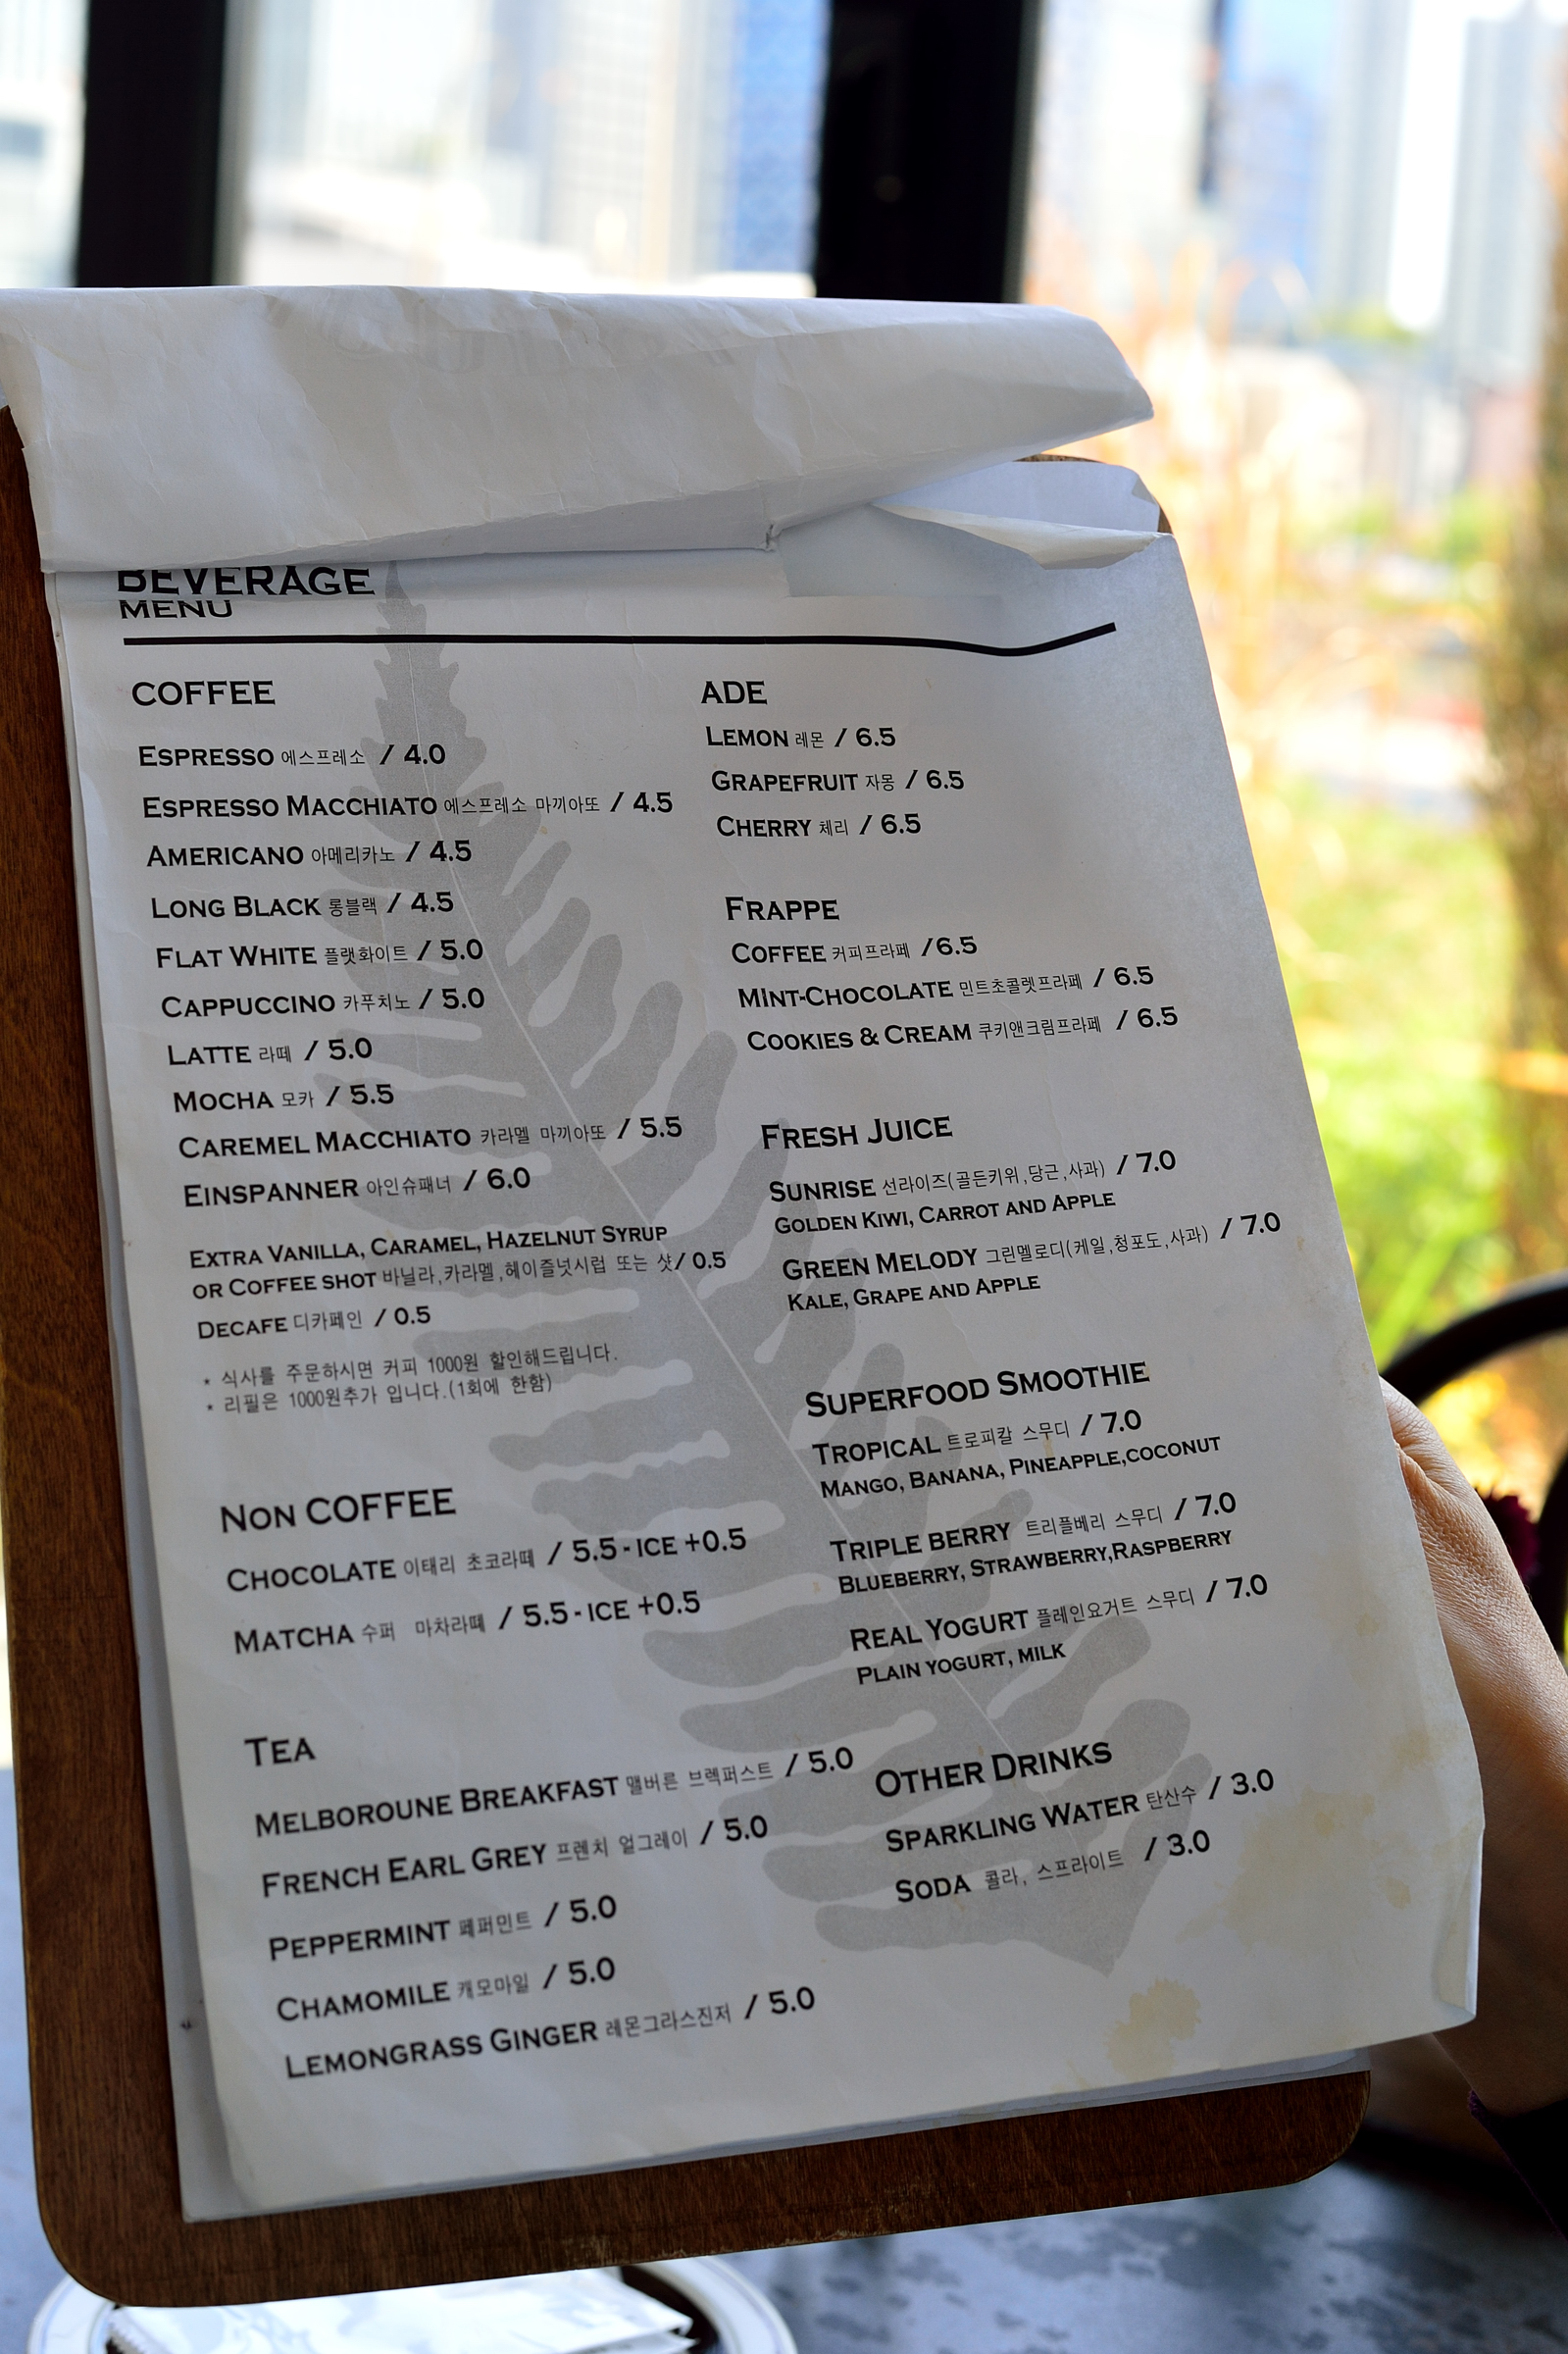 BEVERAGE
MENU
COFFEE
ESPRESSO 에스프레소 / 4.0
ESPRESSO MACCHIATO 에스프레소 마끼아또 / 4.5
AMERICANO 아메리카노 / 4.5
LONG BLACK 롱블랙 / 4.5
FLAT WHITE 플랫화이트 / 5.0
CAPPUCCINO 카푸치노 / 5.0
LATTE 라떼 / 5.0
MOCHA 모카 / 5.5
CAREMEL MACCHIATO 카라멜 마끼아또 / 5.5
EINSPANNER 아인슈패너 / 6.0
EXTRA VANILLA, CARAMEL, HAZELNUT SYRUP
OR COFFEE SHOT 바닐라,카라멜,헤이즐넛시럽 또는 샷/ 0.5
DECAFE 디카페인 / 0.5
* 식사를 주문하시면 커피 1000원 할인해드립니다.
* 리필은 1000원추가 입니다.(1회에 한함)
NON COFFEE
CHOCOLATE 이태리 초코라떼 / 5.5 - ICE +0.5
MATCHA 수퍼 마차라떼 / 5.5 - ICE +0.5
TEA
MELBOROUNE BREAKFAST 맬버른 브렉퍼스트 / 5.0
FRENCH EARL GREY 프렌치 얼그레이 / 5.0
PEPPERMINT 페퍼민트 / 5.0
CHAMOMILE 캐모마일 / 5.0
LEMONGRASS GINGER 레몬그라스진저 / 5.0
ADE
LEMON 레몬 / 6.5
GRAPEFRUIT 자몽 / 6.5
CHERRY 체리 / 6.5
FRAPPE
COFFEE 커피프라페 /6.5
MINT-CHOCOLATE 민트초콜렛프라페 / 6.5
COOKIES & CREAM 쿠키앤크림프라페 / 6.5
FRESH JUICE
SUNRISE 선라이즈(골든키위,당근,사과) / 7.0
GOLDEN KIWI, CARROT AND APPLE
GREEN MELODY 그린멜로디(케일,청포도,사과) / 7.0
KALE, GRAPE AND APPLE
SUPERFOOD SMOOTHIE
TROPICAL 트로피칼 스무디 / 7.0
MANGO, BANANA, PINEAPPLE,COCONUT
TRIPLE BERRY 트리플베리 스무디 / 7.0
BLUEBERRY, STRAWBERRY,RASPBERRY
REAL YOGURT 플레인요거트 스무디 / 7.0
PLAIN YOGURT, MILK
OTHER DRINKS
SPARKLING WATER 탄산수 / 3.0
SODA 콜라, 스프라이트 / 3.0